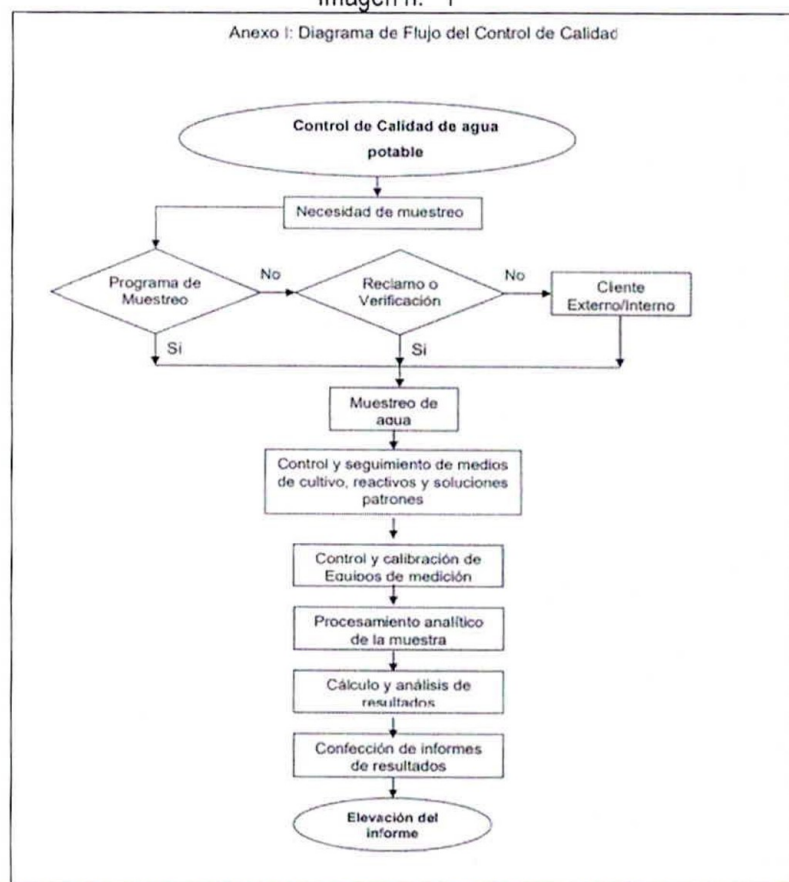 Imagen n.° 1
Anexo I: Diagrama de Flujo del Control de Calidad
Control de Calidad de agua
potable
Necesidad de muestreo
Programa de
Muestreo
No
Reclamo o
Verificación
No
Cliente
Externo/Interno
Si
Si
Muestreo de
agua
Control y seguimiento de medios
de cultivo, reactivos y soluciones
patrones
Control y calibración de
Equipos de medición
Procesamiento analítico
de la muestra
Cálculo y análisis de
resultados
Confección de informes
de resultados
Elevación del
informe